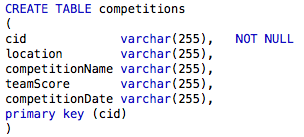 CREATE TABLE competitions
(
cid             varchar(255),   NOT NULL
location        varchar(255),
competitionName varchar(255),
teamScore       varchar(255),
competitionDate varchar(255),
primary key (cid)
)